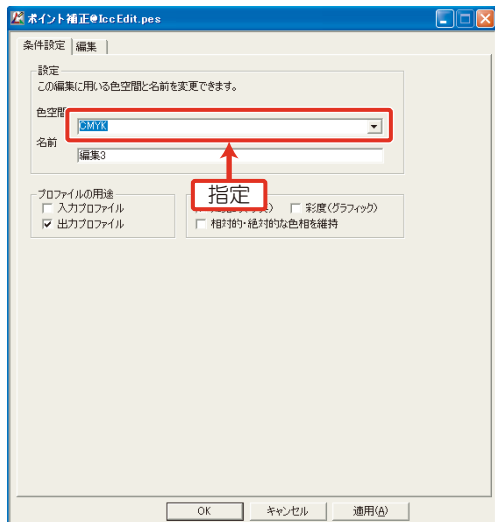 ポイント補正@IccEdit.pes
条件設定 編集
設定
この編集に用いる色空間と名前を変更できます。
色空間
CMYK
名前
編集3
指定
プロファイルの用途
入力プロファイル
彩度(グラフィック)
出力プロファイル
相対的・絶対的な色相を維持
OK キャンセル 適用(A)